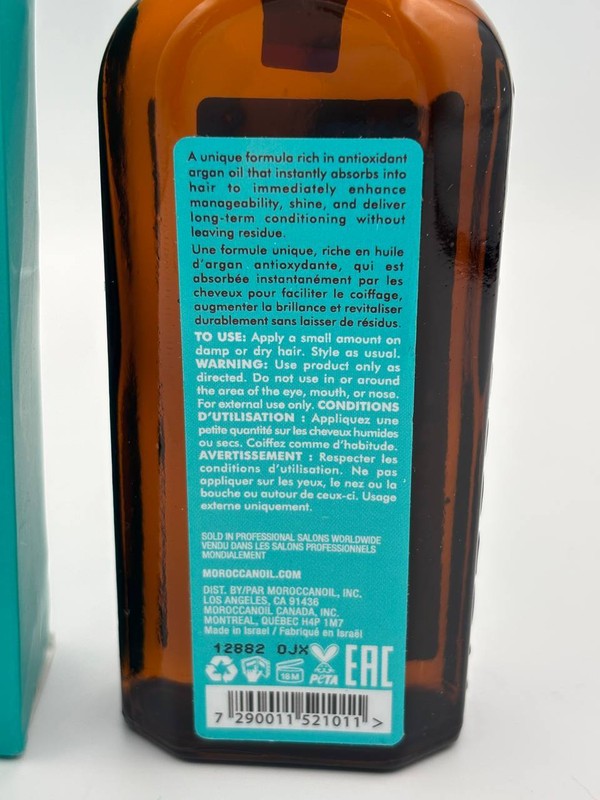 A unique formula rich in antioxidant
argan oil that instantly absorbs into
hair to immediately enhance
manageability, shine, and deliver
long-term conditioning without
leaving residue.
Une formule unique, riche en huile
d'argan antioxydante, qui est
absorbée instantanément par les
cheveux pour faciliter le coiffage,
augmenter la brillance et revitaliser
durablement sans laisser de résidus.
TO USE: Apply a small amount on
damp or dry hair. Style as usual.
WARNING: Use product only as
directed. Do not use in or around
the area of the eye, mouth, or nose.
For external use only. CONDITIONS
D'UTILISATION : Appliquez une
petite quantité sur les cheveux humides
ou secs. Coiffez comme d'habitude.
AVERTISSEMENT : Respecter les
conditions d'utilisation. Ne pas
appliquer sur les yeux, le nez ou la
bouche ou autour de ceux-ci. Usage
externe uniquement.
SOLD IN PROFESSIONAL SALONS WORLDWIDE
VENDU DANS LES SALONS PROFESSIONNELS
MONDIALEMENT
MOROCCANOIL.COM
DIST. BY/PAR MOROCCANOIL, INC.
LOS ANGELES, CA 91436
MOROCCANOIL CANADA, INC.
MONTREAL, QUÉBEC H4P 1M7
Made in Israel / Fabriqué en Israël
12882 0JX
18M PETA EAC
7 290011 521011 >